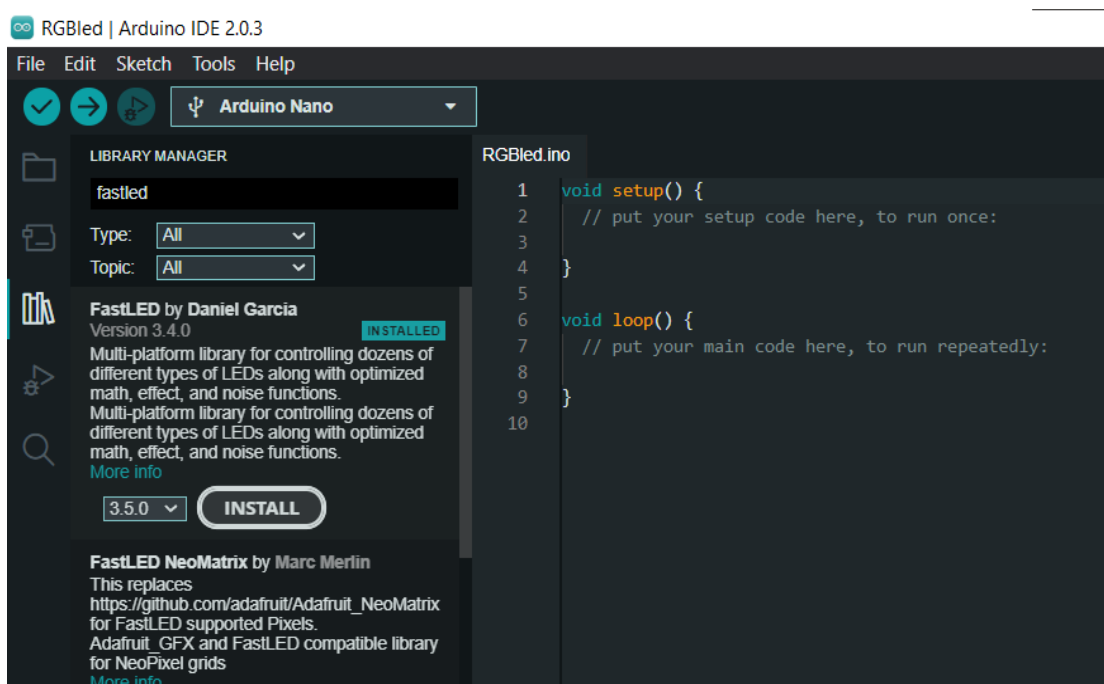 RGBled | Arduino IDE 2.0.3
File Edit Sketch Tools Help
Arduino Nano
LIBRARY MANAGER
fastled
Type: All
Topic: All
FastLED by Daniel Garcia
Version 3.4.0 INSTALLED
Multi-platform library for controlling dozens of
different types of LEDs along with optimized
math, effect, and noise functions.
Multi-platform library for controlling dozens of
different types of LEDs along with optimized
math, effect, and noise functions.
More info
3.5.0 INSTALL
FastLED NeoMatrix by Marc Merlin
This replaces
https://github.com/adafruit/Adafruit_NeoMatrix
for FastLED supported Pixels.
Adafruit_GFX and FastLED compatible library
for NeoPixel grids
More info
RGBled.ino
1 void setup() {
2 // put your setup code here, to run once:
3
4 }
5
6 void loop() {
7 // put your main code here, to run repeatedly:
8
9 }
10